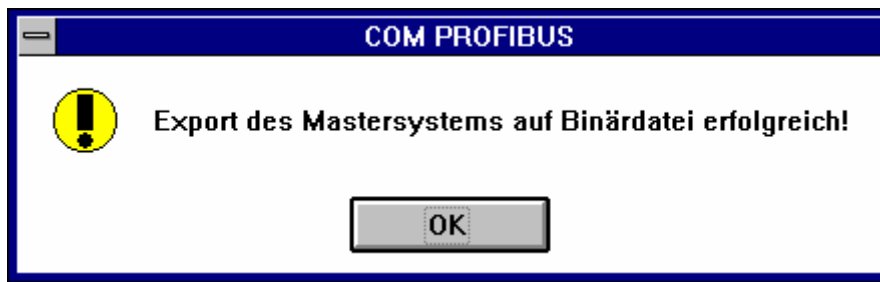 COM PROFIBUS
Export des Mastersystems auf Binärdatei erfolgreich!
OK